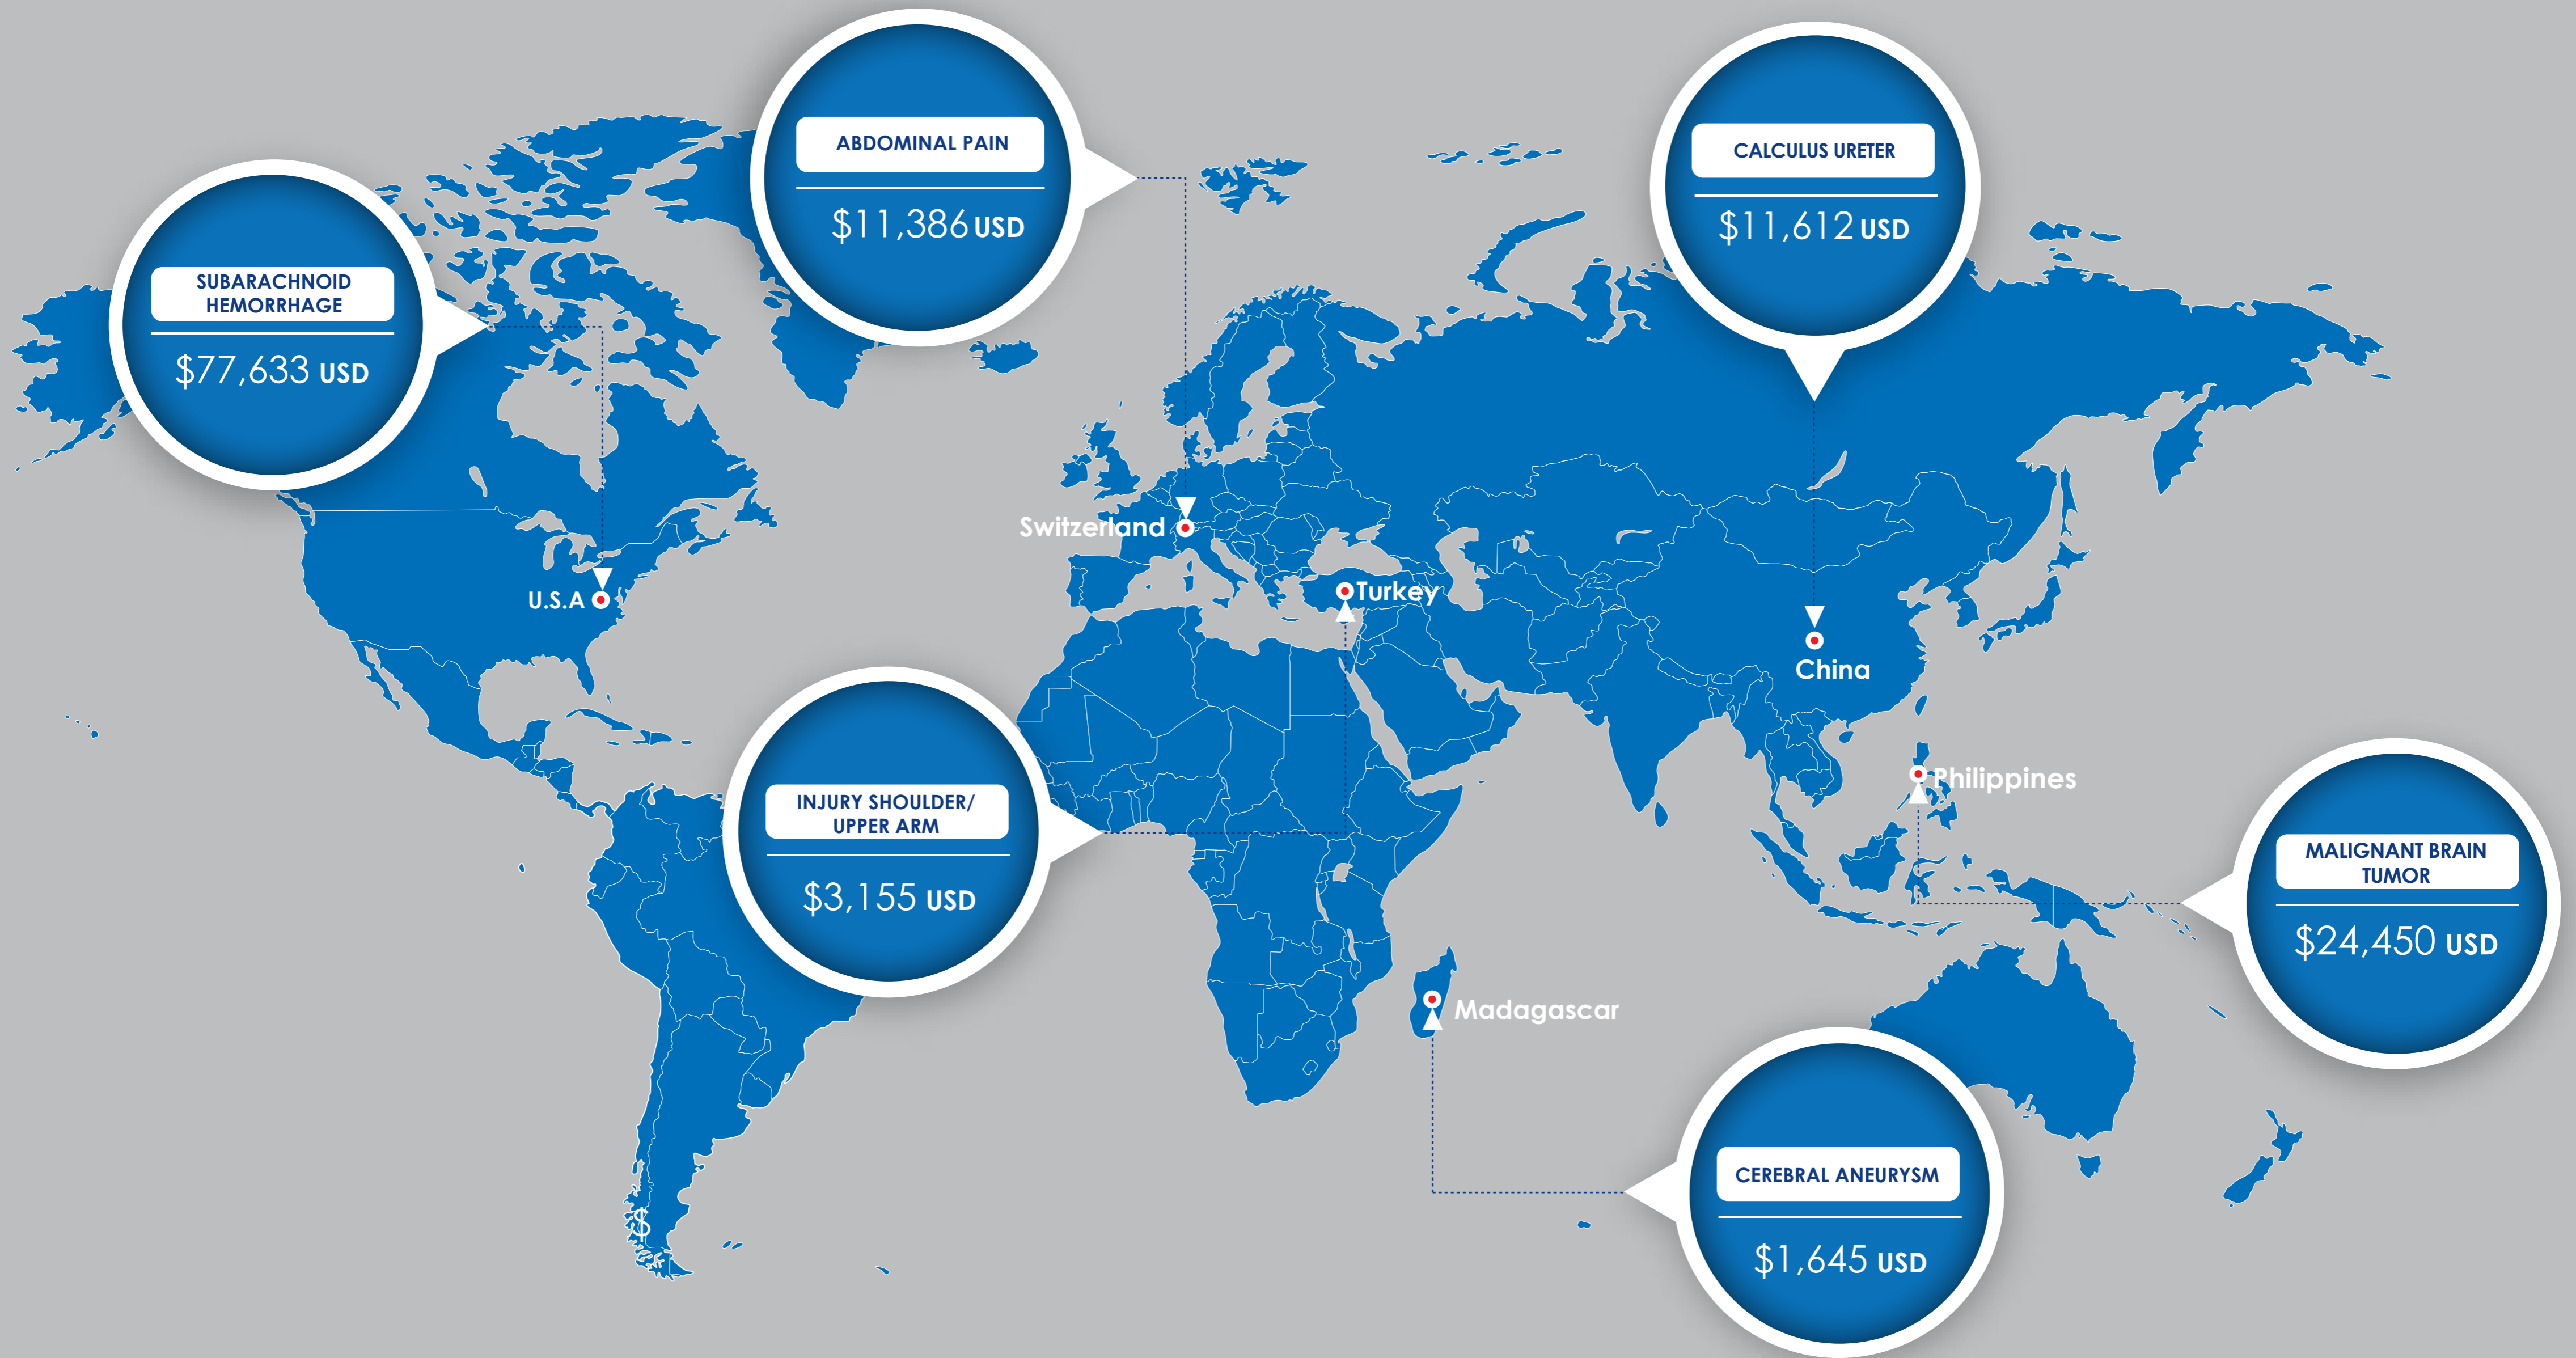 ABDOMINAL PAIN
$11,386 USD
CALCULUS URETER
$11,612 USD
SUBARACHNOID
HEMORRHAGE
$77,633 USD
Switzerland
U.S.A
Turkey
China
INJURY SHOULDER/
UPPER ARM
$3,155 USD
Philippines
MALIGNANT BRAIN
TUMOR
$24,450 USD
Madagascar
CEREBRAL ANEURYSM
$1,645 USD
$